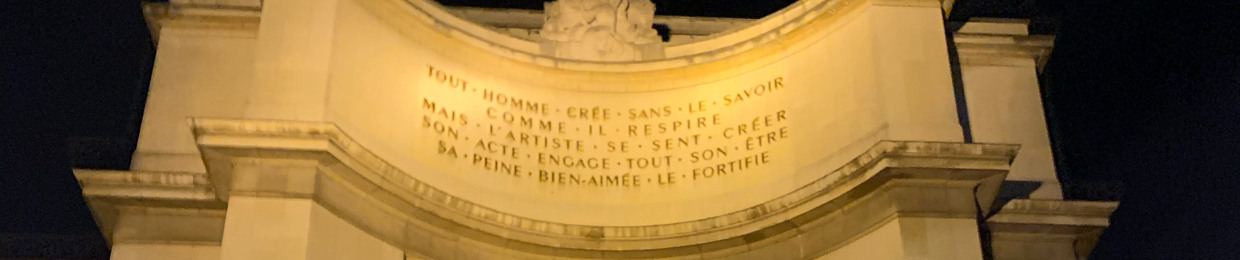 TOUT · HOMME · CRÉE · SANS · LE · SAVOIR
COMME · IL · RESPIRE
MAIS · L'ARTISTE · SE · SENT · CRÉER
SON · ACTE · ENGAGE · TOUT · SON · ÊTRE
SA · PEINE · BIEN-AIMÉE · LE · FORTIFIE